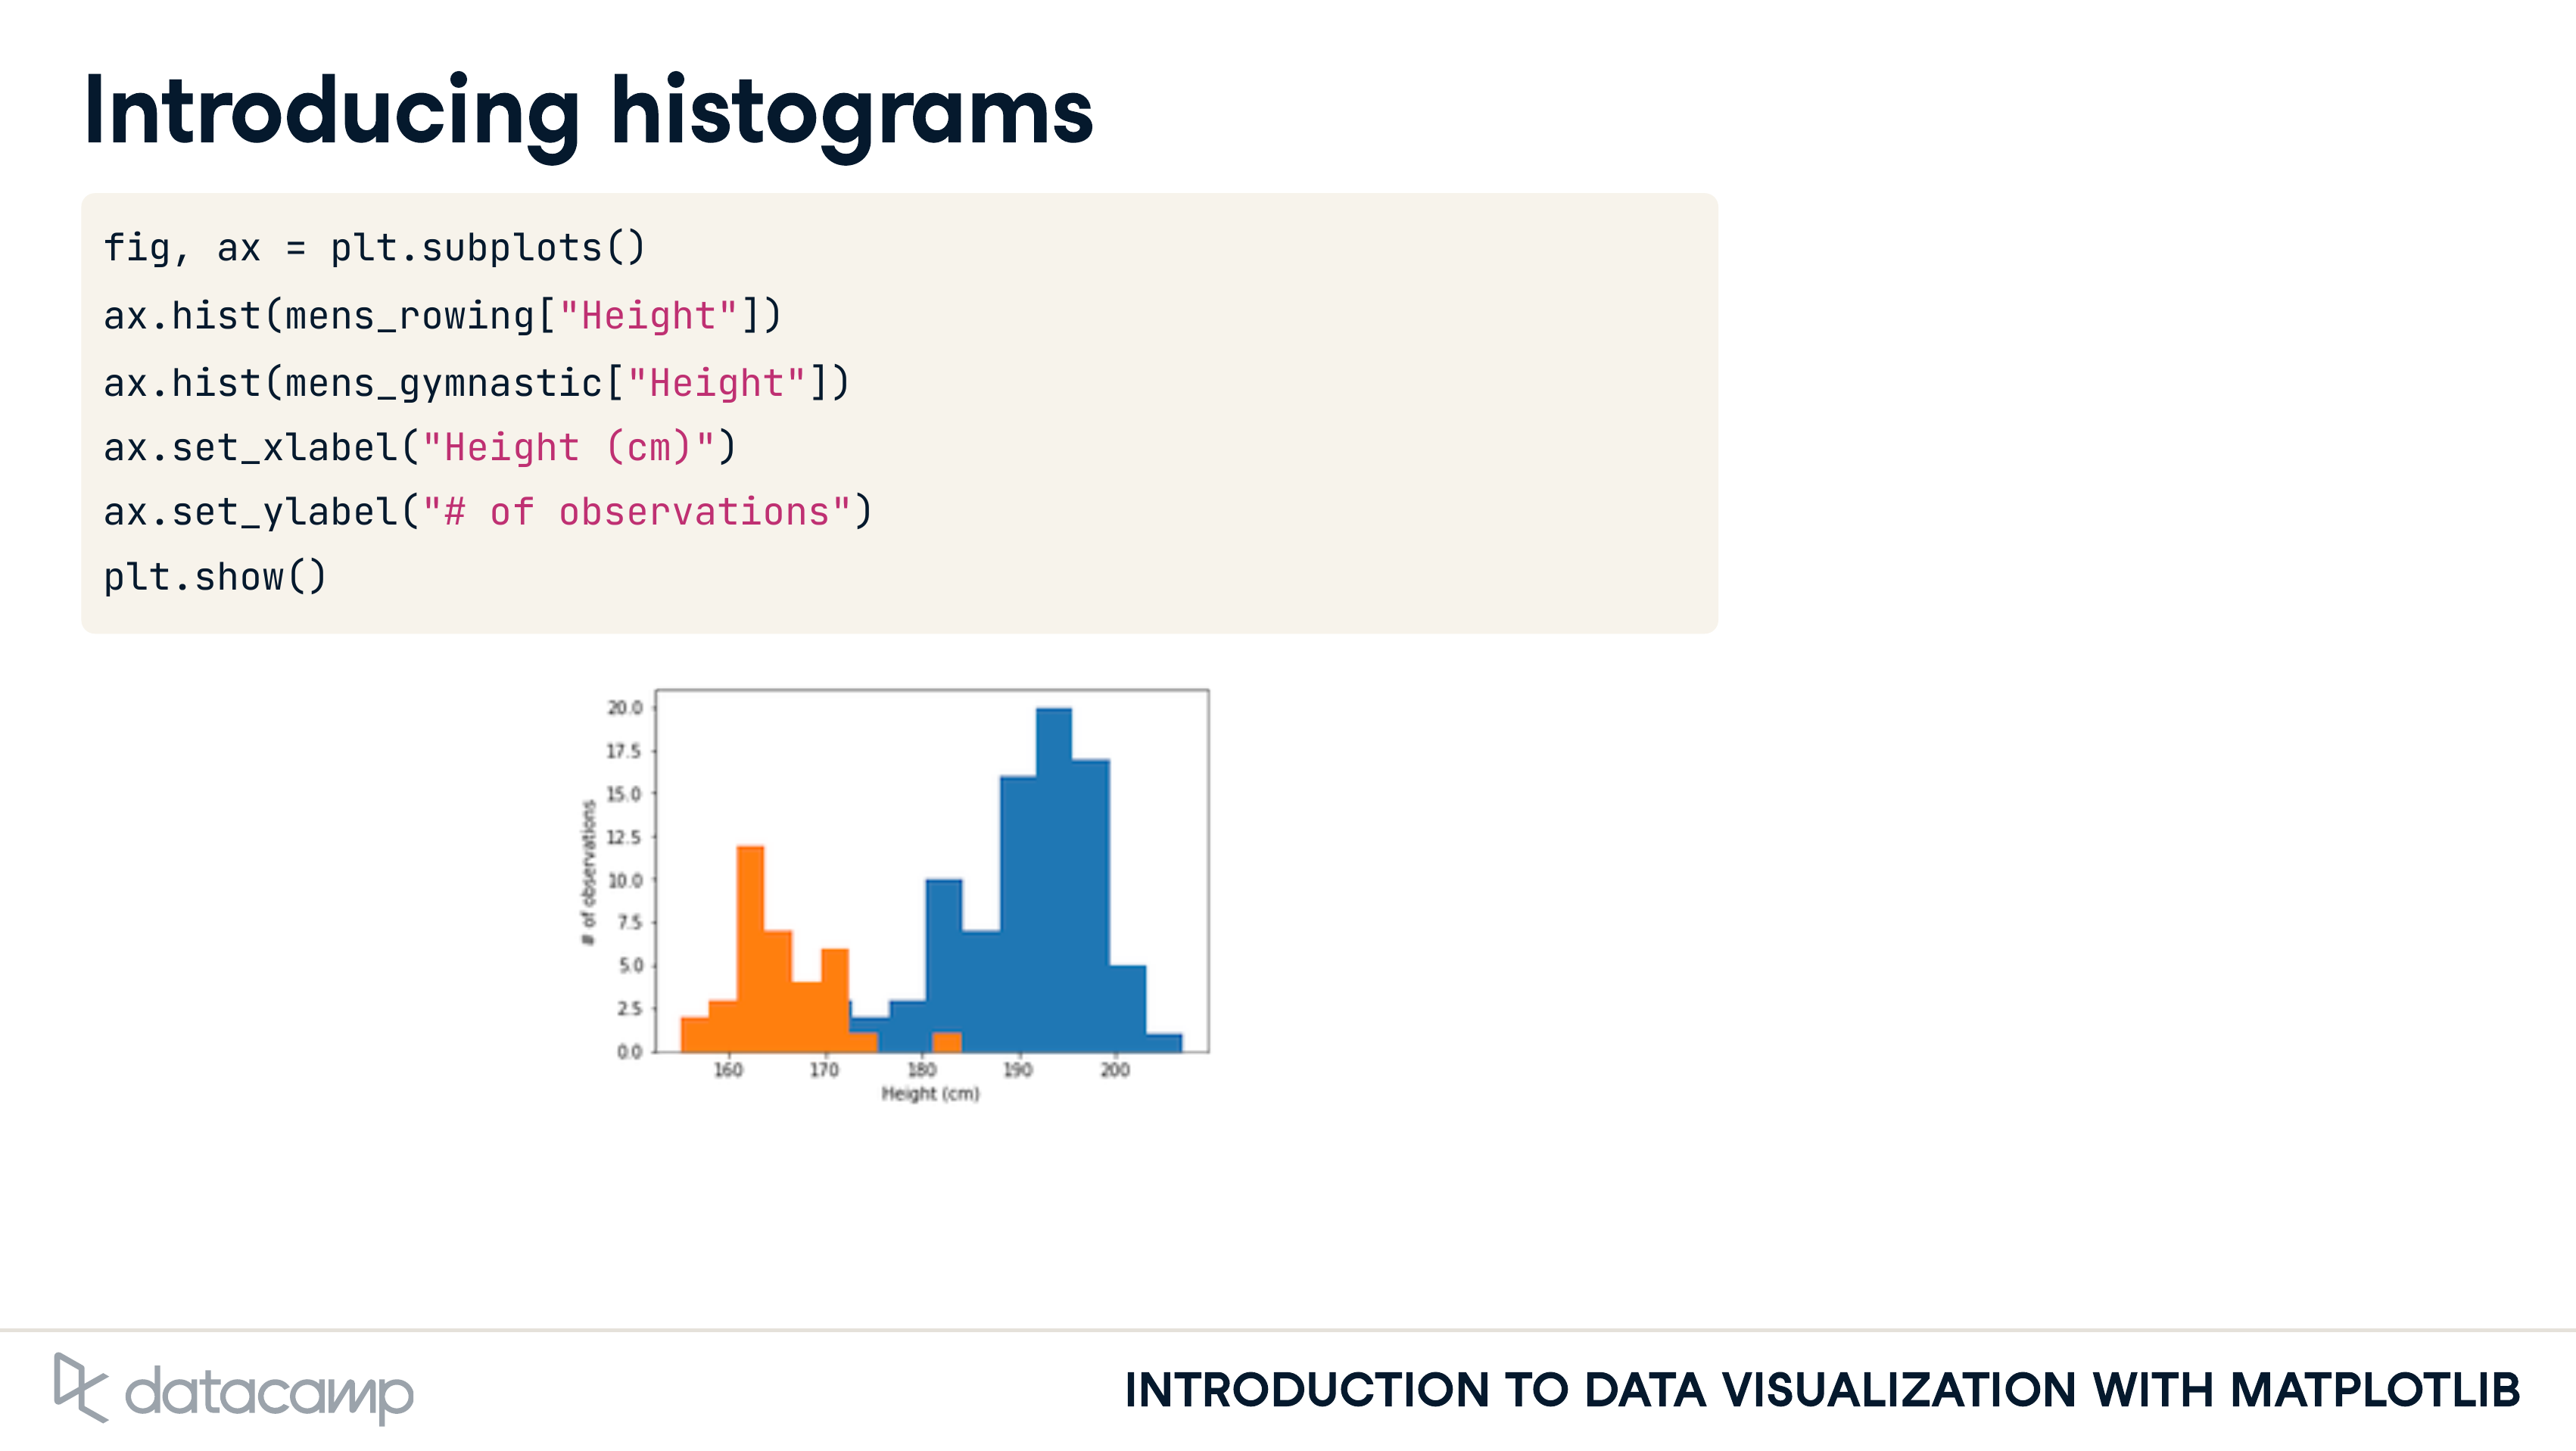 Introducing histograms
fig, ax = plt.subplots()
ax.hist(mens_rowing["Height"])
ax.hist(mens_gymnastic["Height"])
ax.set_xlabel("Height (cm)")
ax.set_ylabel("# of observations")
plt.show()
20.0
17.5
15.0
12.5
10.0
7.5
5.0
2.5
0.0
# of observations
160 170 180 190 200
Height (cm)
datacamp
INTRODUCTION TO DATA VISUALIZATION WITH MATPLOTLIB